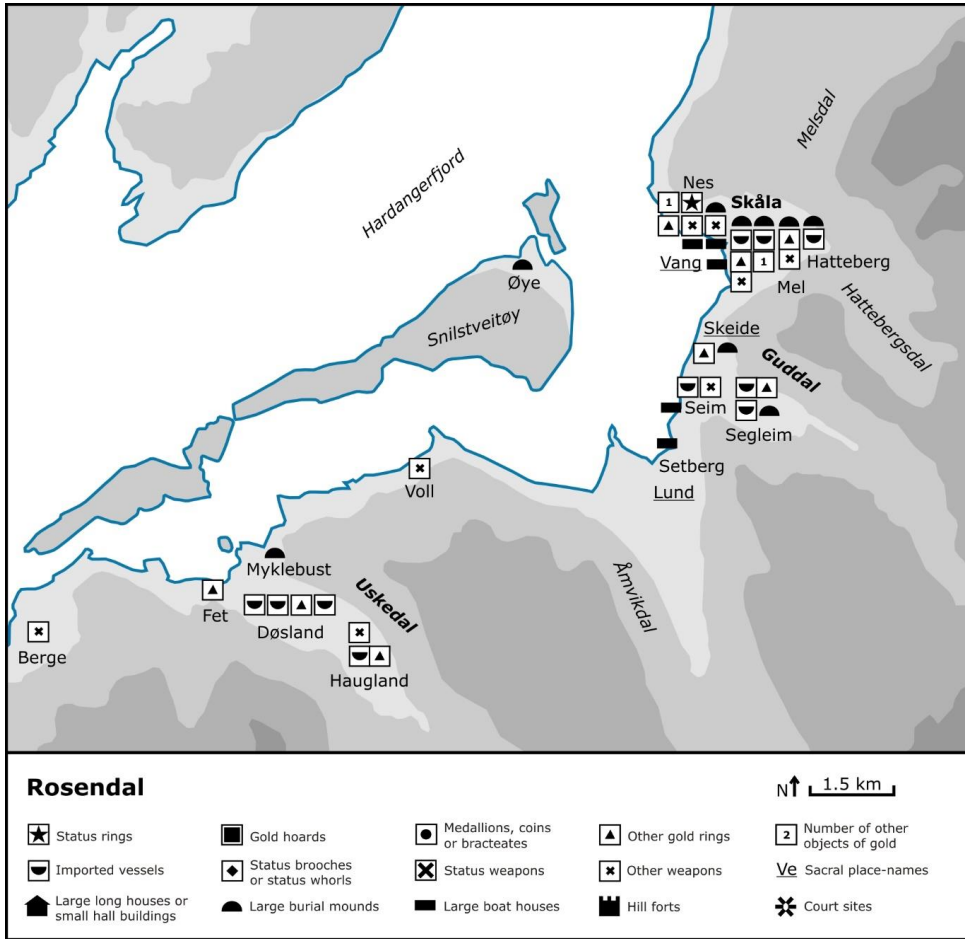 Melsdal
Hardangerfjord
Nes
1
Skåla
Vang
1
Hatteberg
Mel
Hattebergsdal
Øye
Snilstveitøy
Skeide
Guddal
Seim
Segleim
Setberg
Voll
Lund
Myklebust
Uskedal
Åmvikdal
Fet
Døsland
Berge
Haugland
Rosendal
N 1.5 km
Status rings
Gold hoards
Medallions, coins
or bracteates
Other gold rings
2 Number of other
objects of gold
Imported vessels
Status brooches
or status whorls
Status weapons
Other weapons
Ve Sacral place-names
Large long houses or
small hall buildings
Large burial mounds
Large boat houses
Hill forts
Court sites